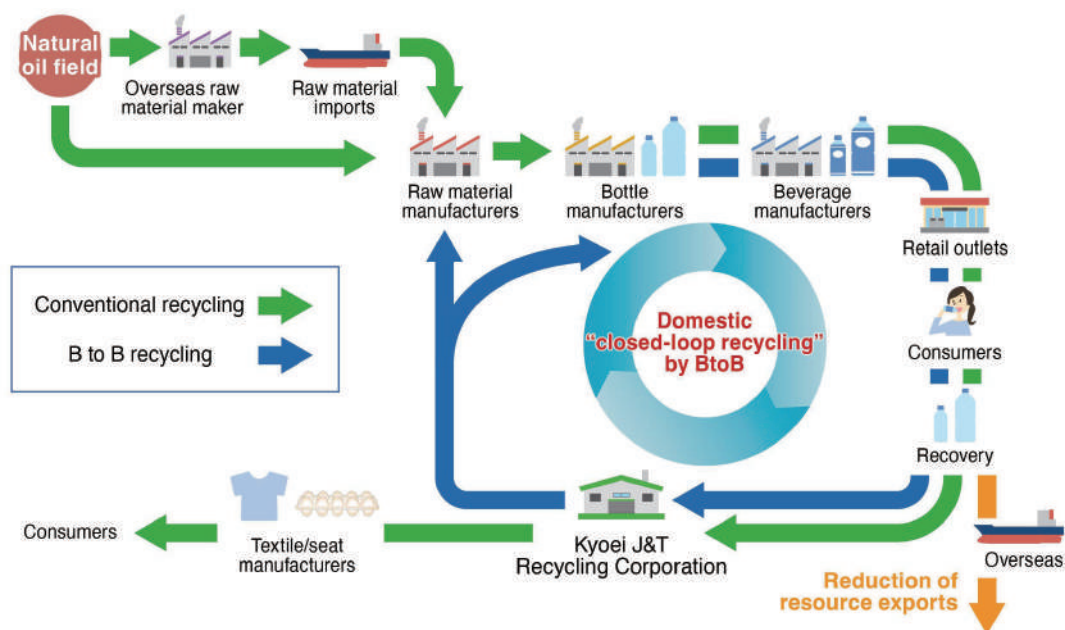 Natural
oil field
Overseas raw
material maker
Raw material
imports
Raw material
manufacturers
Bottle
manufacturers
Beverage
manufacturers
Retail outlets
Conventional recycling
B to B recycling
Domestic
“closed-loop recycling”
by BtoB
Consumers
Recovery
Consumers
Textile/seat
manufacturers
Kyoei J&T
Recycling Corporation
Overseas
Reduction of
resource exports